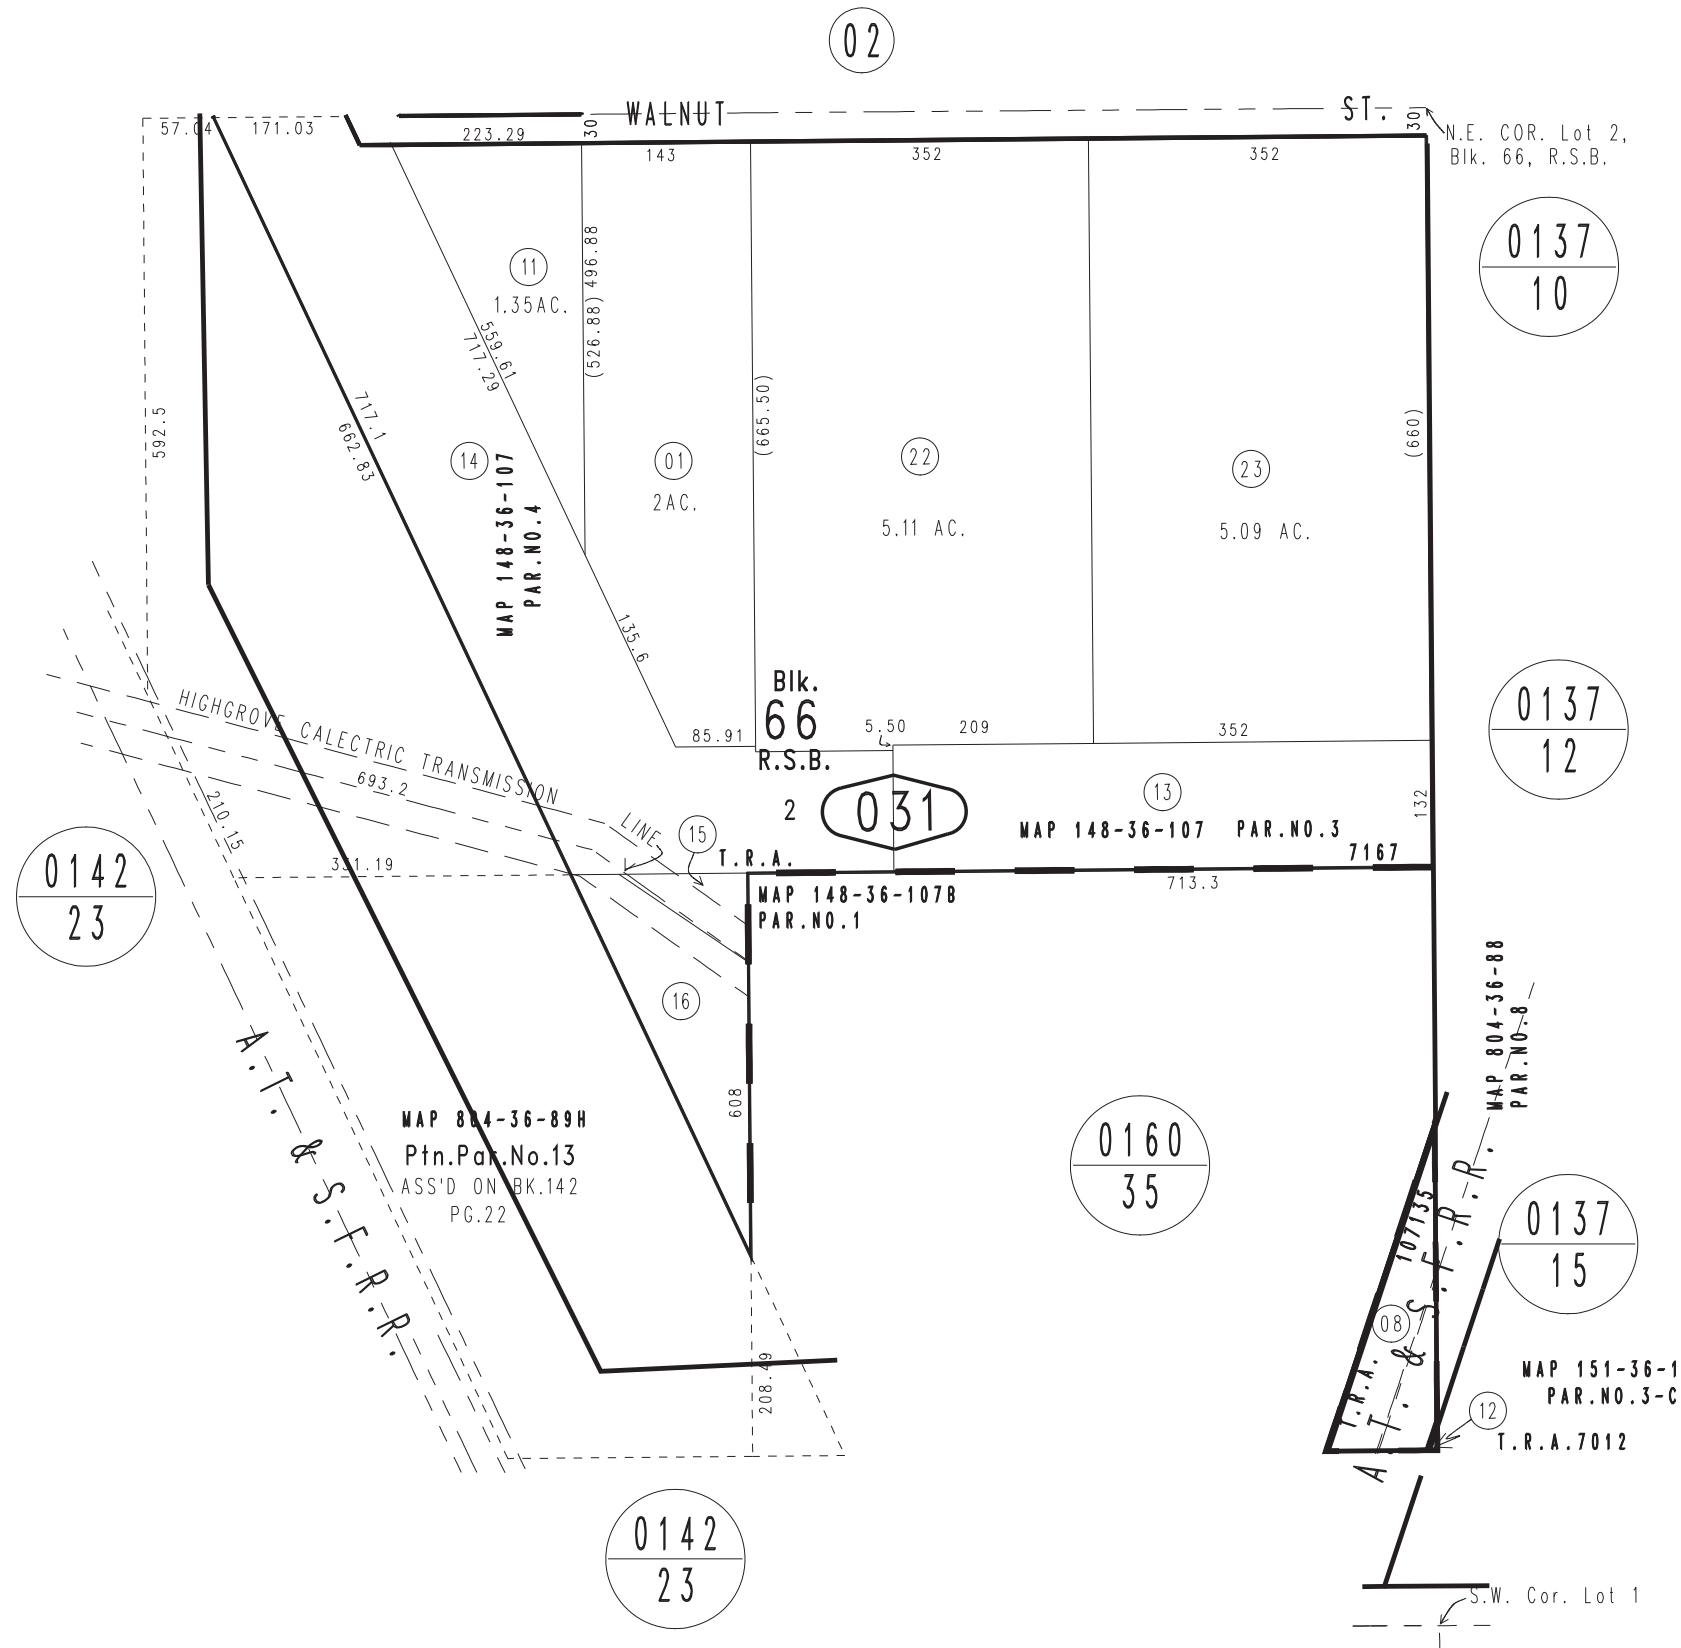 02
WALNUT ST.
57.04
171.03
223.29
30
30
N.E. COR. Lot 2,
Blk. 66, R.S.B.
143
352
352
0137
10
11
1.35AC.
(526.88) 496.88
559.61
717.29
717.1
662.83
592.5
(665.50)
(660)
14
MAP 148-36-107
PAR.NO.4
01
2AC.
22
5.11 AC.
23
5.09 AC.
135.6
Blk.
66
R.S.B.
85.91
5.50
209
352
0137
12
HIGHGROVE CALECTRIC TRANSMISSION LINE
693.2
210.15
2
031
13
132
MAP 148-36-107 PAR.NO.3
7167
15
T.R.A.
331.19
713.3
MAP 148-36-107B
PAR.NO.1
0142
23
16
MAP 804-36-88
PAR.NO.8
A.T. & S.F.R.R.
608
MAP 804-36-89H
Ptn.Par.No.13
ASS'D ON BK.142
PG.22
0160
35
107135
T.R.A.
A.T. & S.F.R.R.
0137
15
08
208.49
MAP 151-36-1
PAR.NO.3-C
12
T.R.A.7012
0142
23
S.W. Cor. Lot 1